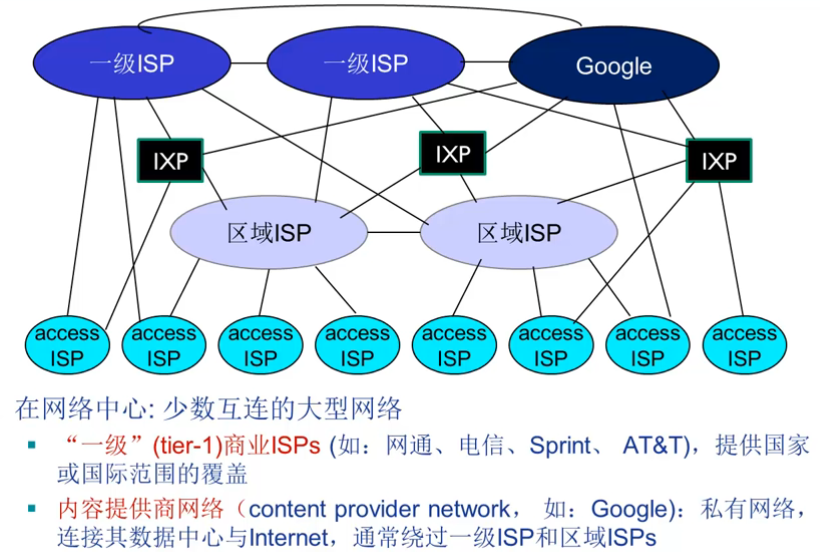 一级ISP 一级ISP Google
IXP IXP IXP
区域ISP 区域ISP
access access access access access access access access
ISP ISP ISP ISP ISP ISP ISP ISP
在网络中心: 少数互连的大型网络
“一级”(tier-1)商业ISPs (如：网通、电信、Sprint、 AT&T)，提供国家
或国际范围的覆盖
内容提供商网络（content provider network， 如：Google)：私有网络，
连接其数据中心与Internet，通常绕过一级ISP和区域ISPs